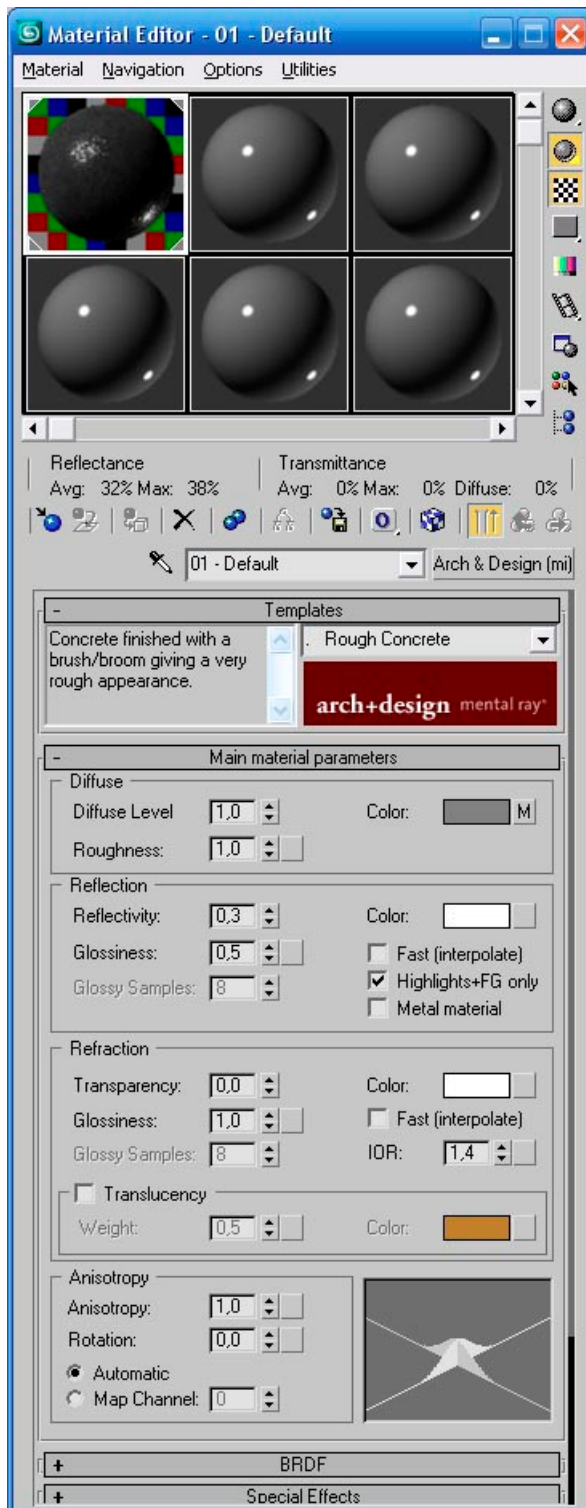 Material Editor - 01 - Default
Material Navigation Options Utilities
Reflectance Transmittance
Avg: 32% Max: 38% Avg: 0% Max: 0% Diffuse: 0%
01 - Default Arch & Design (mi)
- Templates
Concrete finished with a
brush/broom giving a very
rough appearance.
. Rough Concrete
arch+design mental ray®
- Main material parameters
Diffuse
Diffuse Level 1,0 Color: M
Roughness: 1,0
Reflection
Reflectivity: 0,3 Color:
Glossiness: 0,5 Fast (interpolate)
Highlights+FG only
Glossy Samples: 8
Metal material
Refraction
Transparency: 0,0 Color:
Glossiness: 1,0 Fast (interpolate)
Glossy Samples: 8 IOR: 1,4
Translucency
Weight: 0,5 Color:
Anisotropy
Anisotropy: 1,0
Rotation: 0,0
Automatic
Map Channel: 0
+ BRDF
+ Special Effects